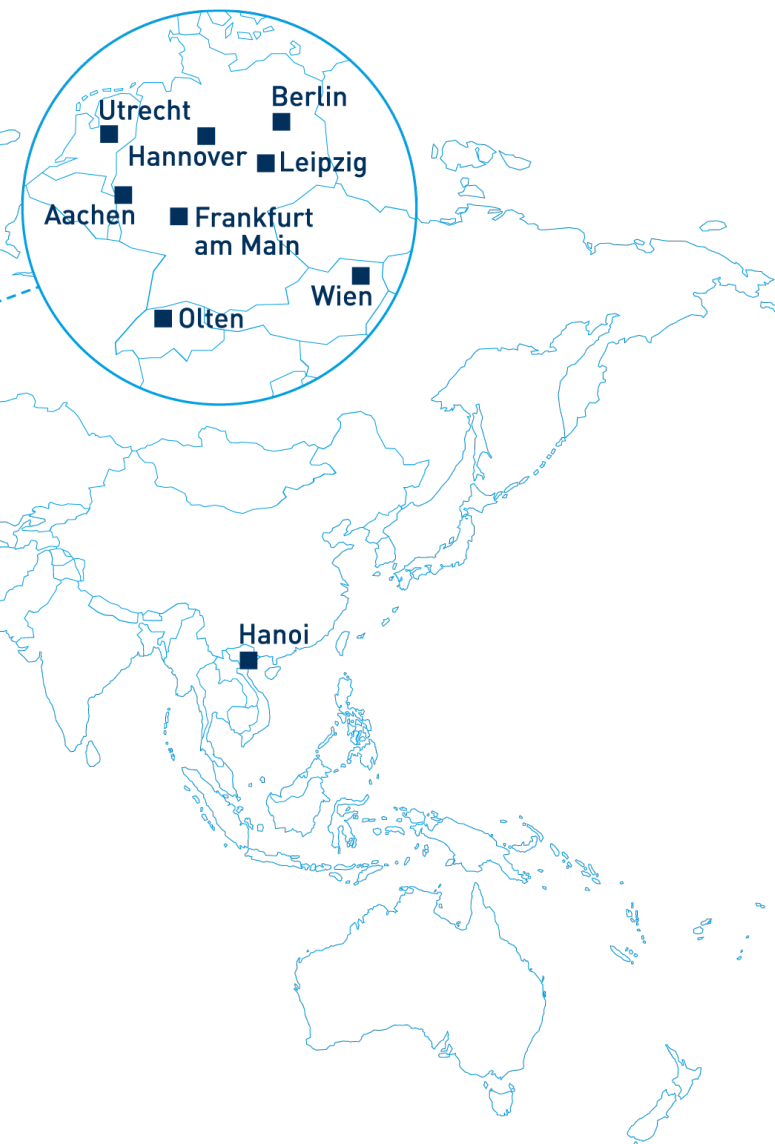 Berlin
Utrecht
Hannover
Leipzig
Aachen
Frankfurt
am Main
Wien
Olten
Hanoi